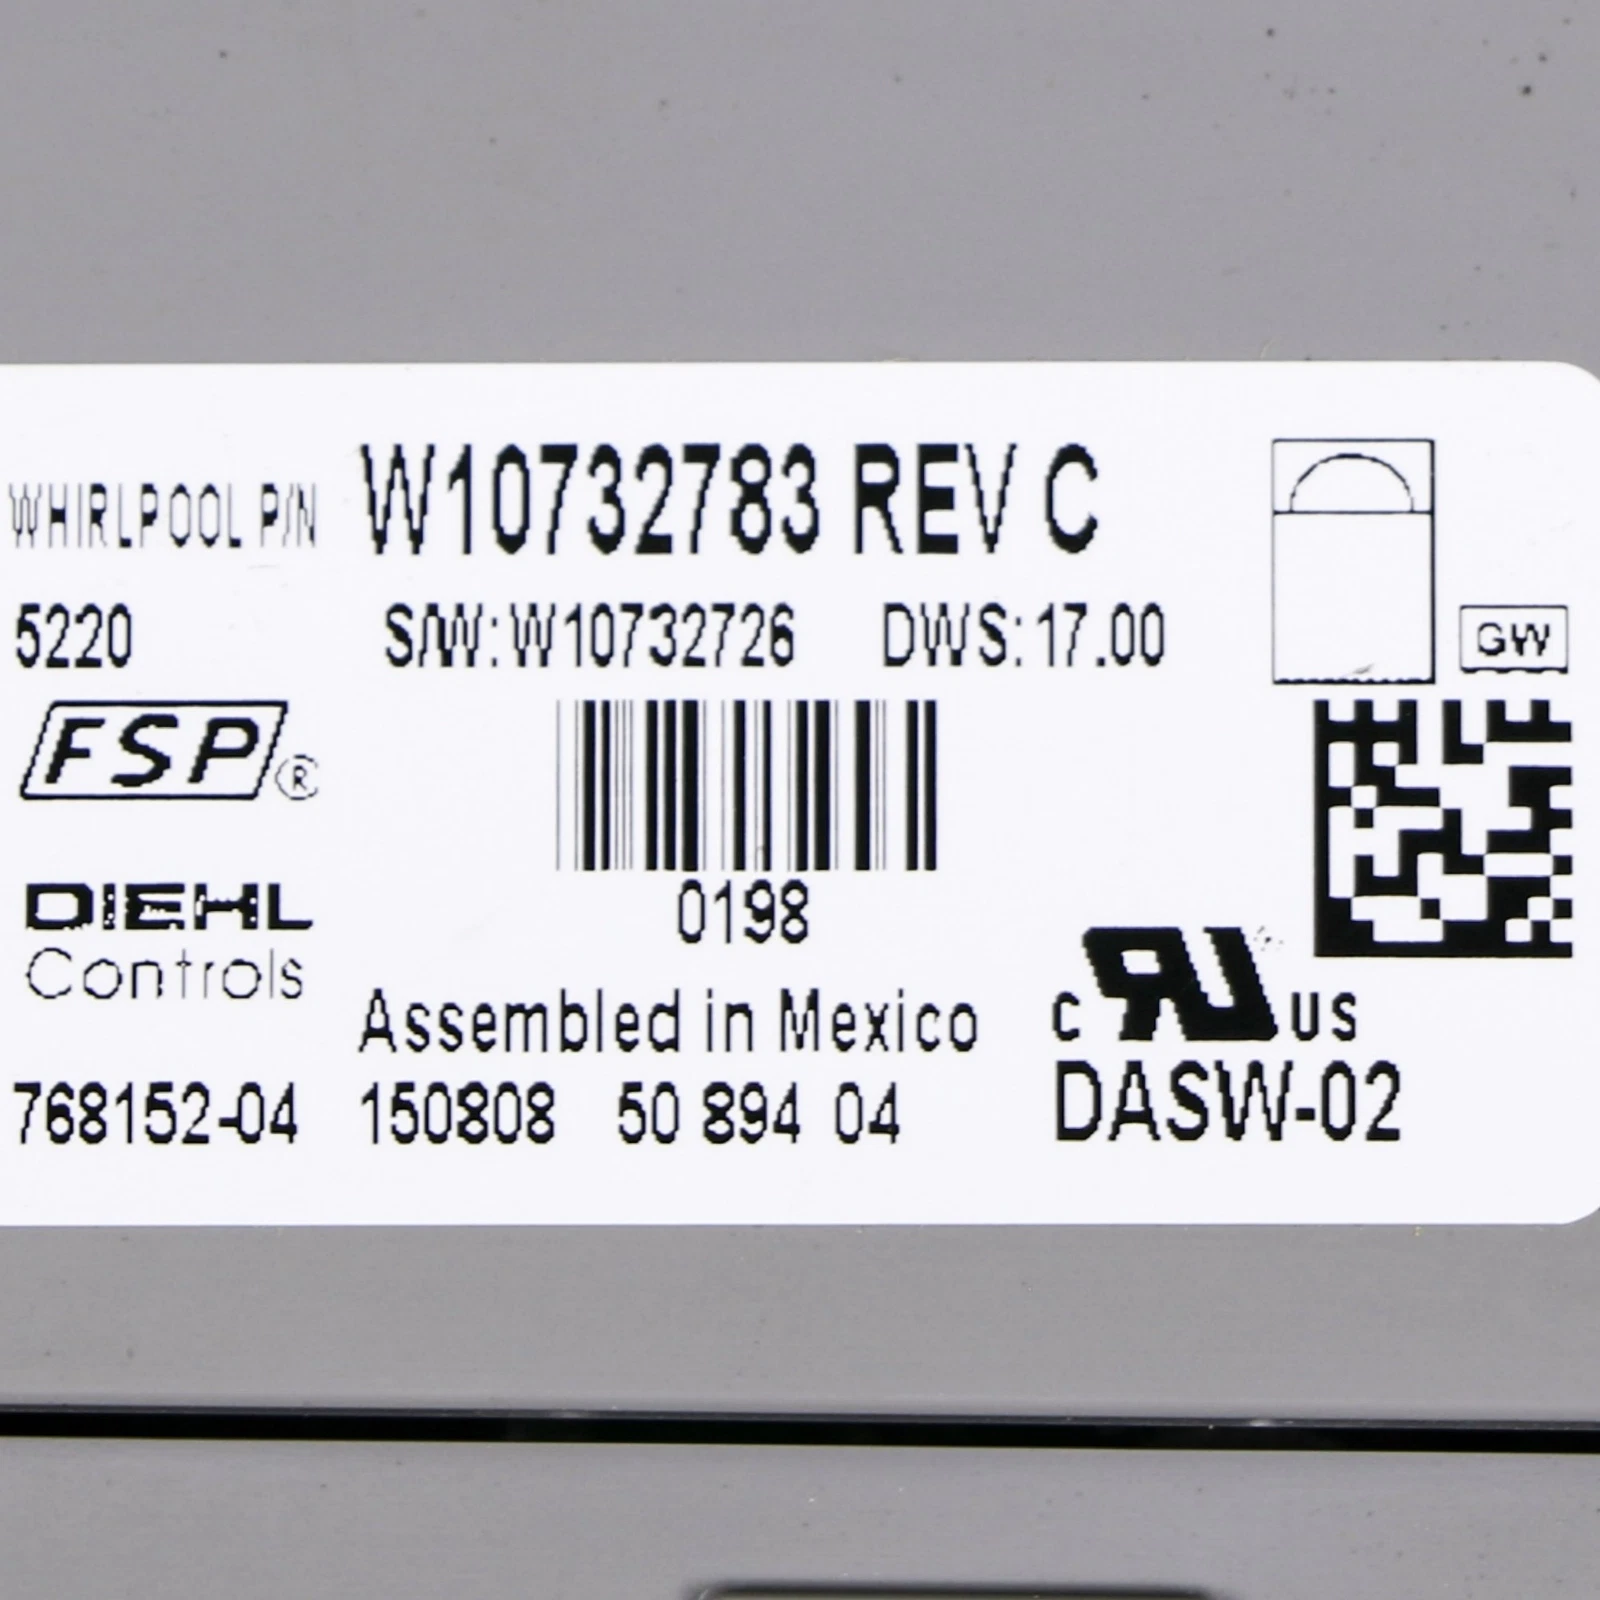 WHIRLPOOL P/N W10732783 REV C
5220 S/W: W10732726 DWS: 17.00
GW
FSP®
0198
DIEHL
Controls
c RU US
Assembled in Mexico
768152-04 150808 50 894 04 DASW-02